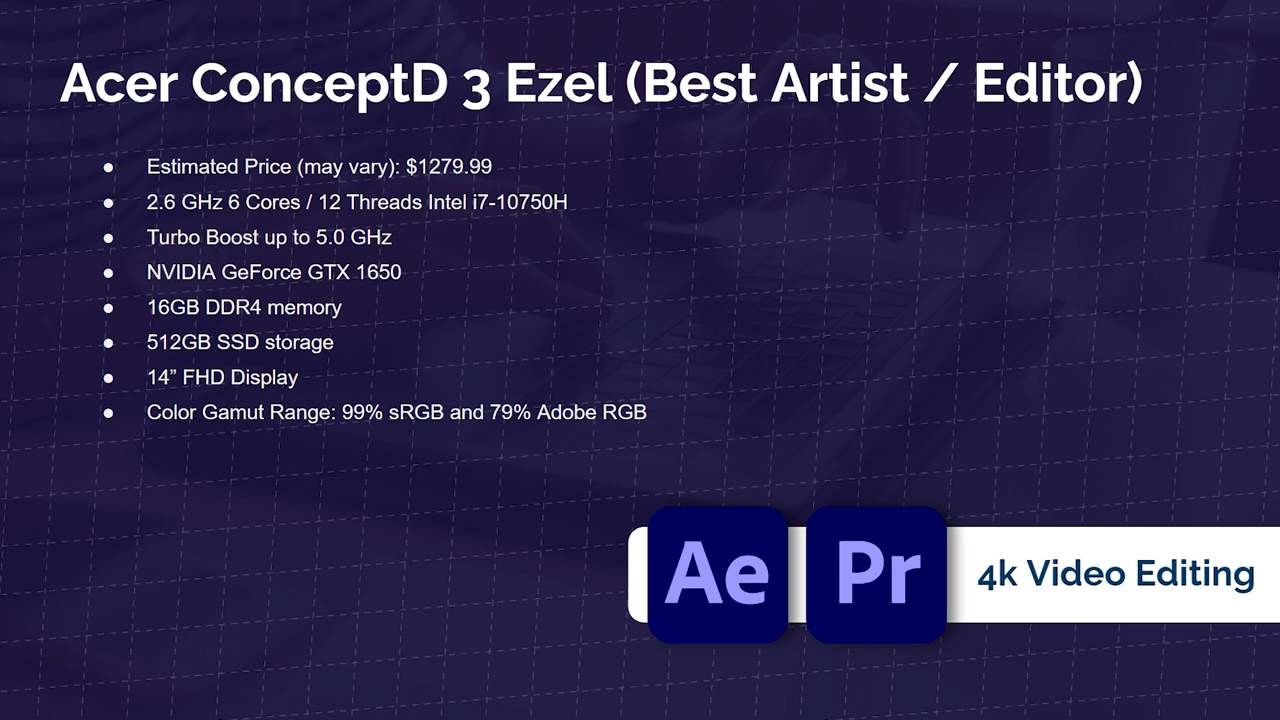 Acer ConceptD 3 Ezel (Best Artist / Editor)
● Estimated Price (may vary): $1279.99
● 2.6 GHz 6 Cores / 12 Threads Intel i7-10750H
● Turbo Boost up to 5.0 GHz
● NVIDIA GeForce GTX 1650
● 16GB DDR4 memory
● 512GB SSD storage
● 14” FHD Display
● Color Gamut Range: 99% sRGB and 79% Adobe RGB
Ae Pr 4k Video Editing